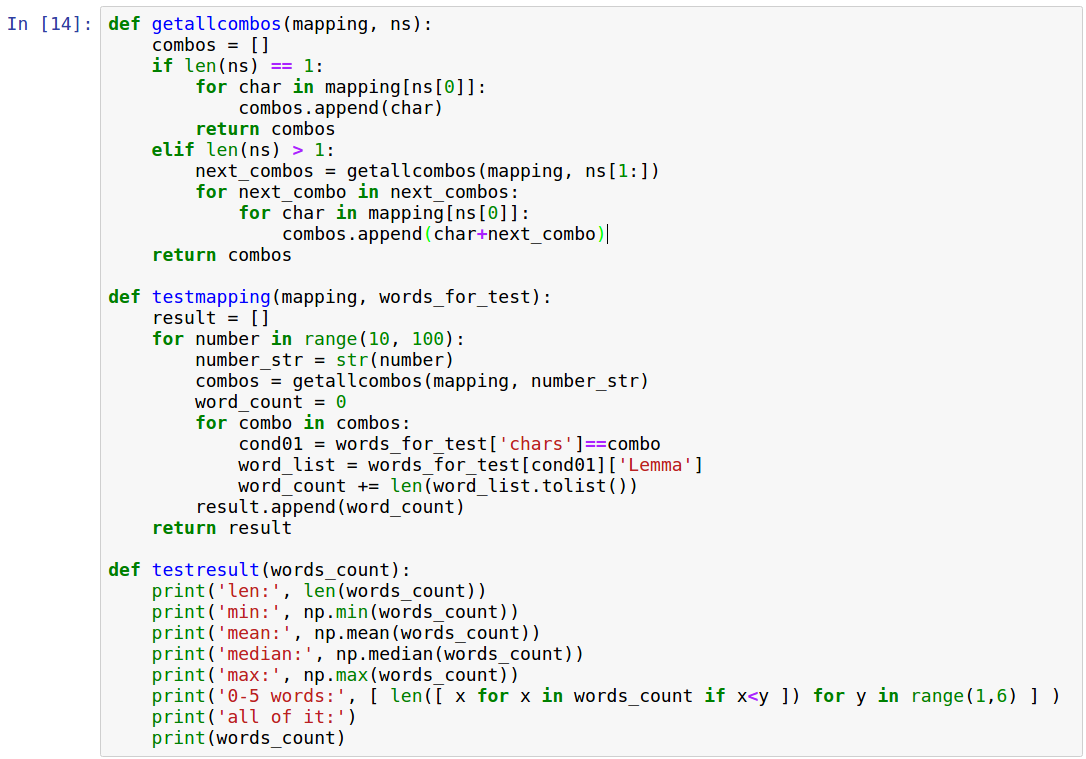 In [14]: def getallcombos(mapping, ns):
    combos = []
    if len(ns) == 1:
        for char in mapping[ns[0]]:
            combos.append(char)
        return combos
    elif len(ns) > 1:
        next_combos = getallcombos(mapping, ns[1:])
        for next_combo in next_combos:
            for char in mapping[ns[0]]:
                combos.append(char+next_combo)
    return combos

def testmapping(mapping, words_for_test):
    result = []
    for number in range(10, 100):
        number_str = str(number)
        combos = getallcombos(mapping, number_str)
        word_count = 0
        for combo in combos:
            cond01 = words_for_test['chars']==combo
            word_list = words_for_test[cond01]['Lemma']
            word_count += len(word_list.tolist())
        result.append(word_count)
    return result

def testresult(words_count):
    print('len:', len(words_count))
    print('min:', np.min(words_count))
    print('mean:', np.mean(words_count))
    print('median:', np.median(words_count))
    print('max:', np.max(words_count))
    print('0-5 words:', [ len([ x for x in words_count if x<y ]) for y in range(1,6) ] )
    print('all of it:')
    print(words_count)